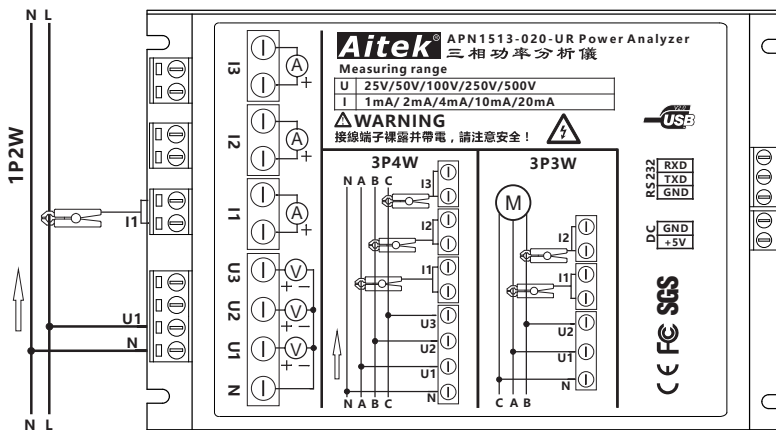 N L
1P2W
I1
U1
N
N L
I3
I2
I1
U3
U2
U1
N
A
+
A
+
A
+
V
+ −
V
+ −
V
+ −
Aitek® APN1513-020-UR Power Analyzer
三相功率分析儀
Measuring range
U 25V/50V/100V/250V/500V
I 1mA/ 2mA/4mA/10mA/20mA
WARNING
接線端子裸露并帶電，請注意安全！
3P4W
N A B C
I3
I2
I1
U3
U2
U1
N
N A B C
3P3W
M
I2
I1
U2
U1
N
C A B
V2.0
USB
RS232
RXD
TXD
GND
DC
GND
+5V
CE FC SGS